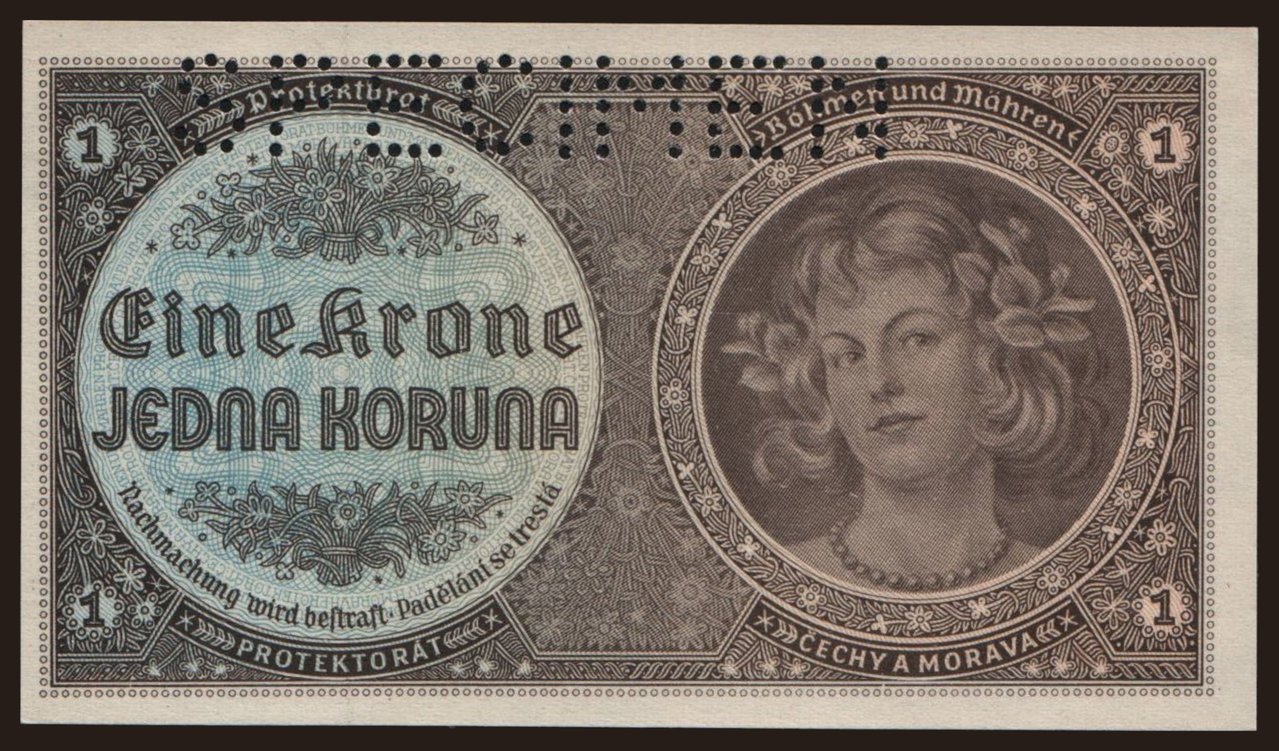 Protektorat
Böhmen und Mähren
1
1
Eine Krone
JEDNA KORUNA
Nachmachung wird bestraft · Padělání se trestá
1
1
PROTEKTORÁT
ČECHY A MORAVA